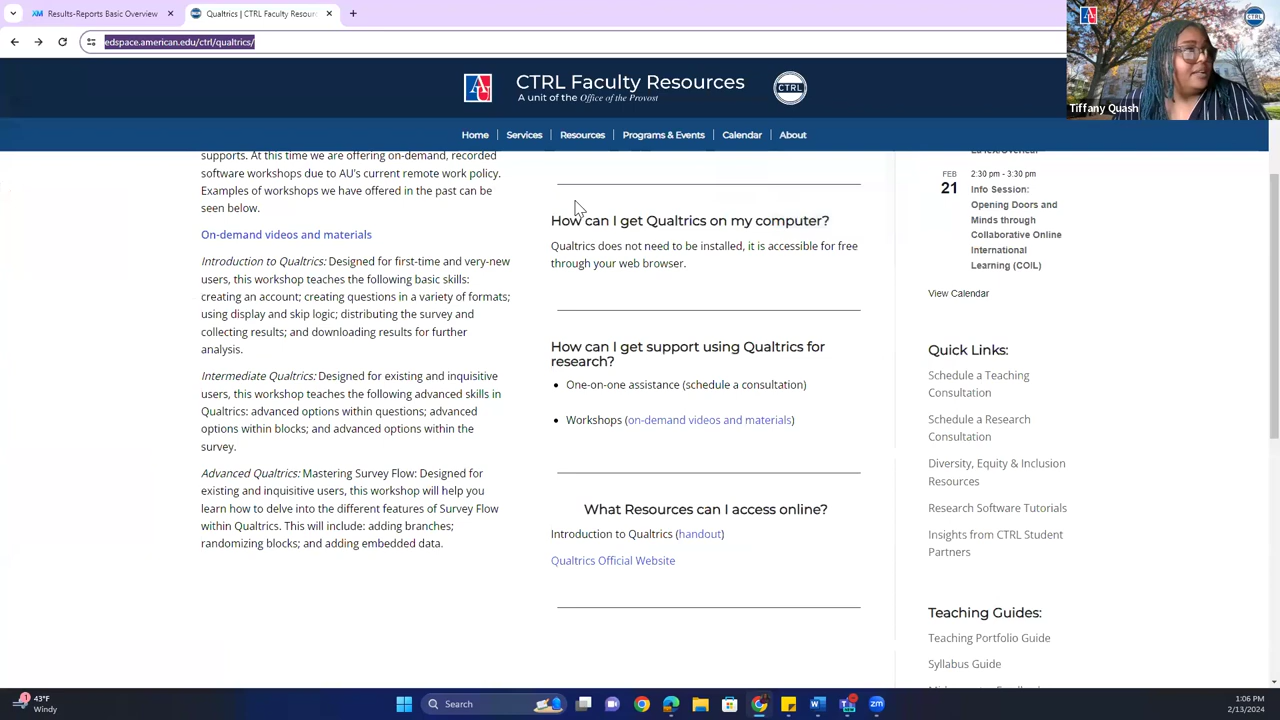 Results-Reports Basic Overview
Qualtrics | CTRL Faculty Resourc
edspace.american.edu/ctrl/qualtrics/
CTRL Faculty Resources
A unit of the Office of the Provost
CTRL
Home
Services
Resources
Programs & Events
Calendar
About
Tiffany Quash
supports. At this time we are offering on-demand, recorded
software workshops due to AU's current remote work policy.
Examples of workshops we have offered in the past can be
seen below.
On-demand videos and materials
Introduction to Qualtrics: Designed for first-time and very-new
users, this workshop teaches the following basic skills:
creating an account; creating questions in a variety of formats;
using display and skip logic; distributing the survey and
collecting results; and downloading results for further
analysis.
Intermediate Qualtrics: Designed for existing and inquisitive
users, this workshop teaches the following advanced skills in
Qualtrics: advanced options within questions; advanced
options within blocks; and advanced options within the
survey.
Advanced Qualtrics: Mastering Survey Flow: Designed for
existing and inquisitive users, this workshop will help you
learn how to delve into the different features of Survey Flow
within Qualtrics. This will include: adding branches;
randomizing blocks; and adding embedded data.
How can I get Qualtrics on my computer?
Qualtrics does not need to be installed, it is accessible for free
through your web browser.
How can I get support using Qualtrics for
research?
One-on-one assistance (schedule a consultation)
Workshops (on-demand videos and materials)
What Resources can I access online?
Introduction to Qualtrics (handout)
Qualtrics Official Website
FEB
21
2:30 pm - 3:30 pm
Info Session:
Opening Doors and
Minds through
Collaborative Online
International
Learning (COIL)
View Calendar
Quick Links:
Schedule a Teaching
Consultation
Schedule a Research
Consultation
Diversity, Equity & Inclusion
Resources
Research Software Tutorials
Insights from CTRL Student
Partners
Teaching Guides:
Teaching Portfolio Guide
Syllabus Guide
1
43°F
Windy
Search
1:06 PM
2/13/2024